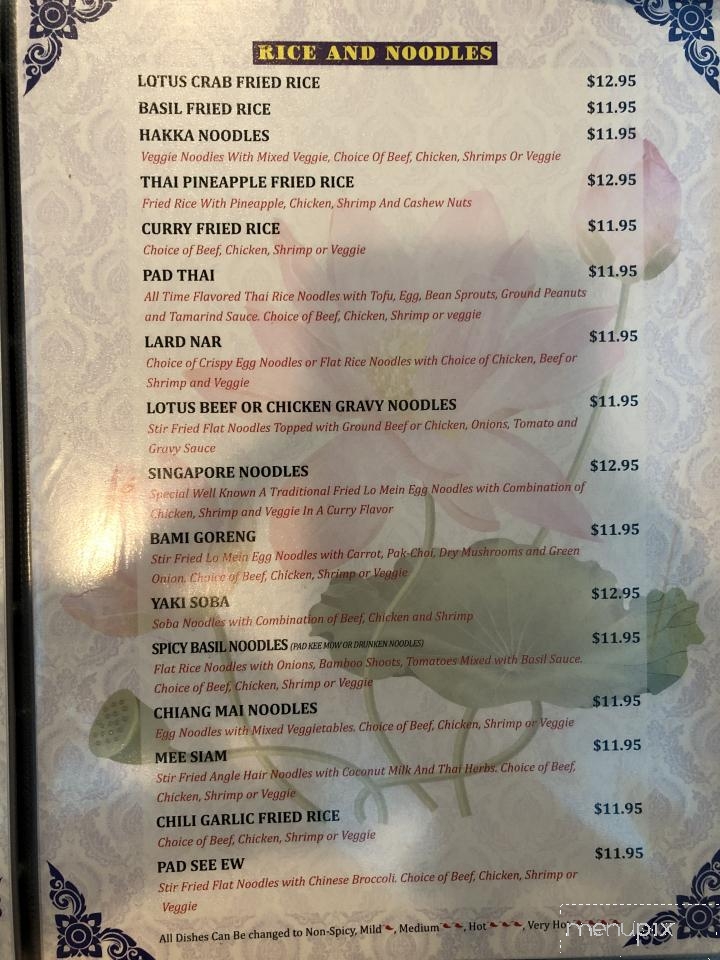 RICE AND NOODLES
LOTUS CRAB FRIED RICE $12.95
BASIL FRIED RICE $11.95
HAKKA NOODLES $11.95
Veggie Noodles With Mixed Veggie, Choice Of Beef, Chicken, Shrimps Or Veggie
THAI PINEAPPLE FRIED RICE $12.95
Fried Rice With Pineapple, Chicken, Shrimp And Cashew Nuts
CURRY FRIED RICE $11.95
Choice of Beef, Chicken, Shrimp or Veggie
PAD THAI $11.95
All Time Flavored Thai Rice Noodles with Tofu, Egg, Bean Sprouts, Ground Peanuts
and Tamarind Sauce. Choice of Beef, Chicken, Shrimp or veggie
LARD NAR $11.95
Choice of Crispy Egg Noodles or Flat Rice Noodles with Choice of Chicken, Beef or
Shrimp and Veggie
LOTUS BEEF OR CHICKEN GRAVY NOODLES $11.95
Stir Fried Flat Noodles Topped with Ground Beef or Chicken, Onions, Tomato and
Gravy Sauce
SINGAPORE NOODLES $12.95
Special Well Known A Traditional Fried Lo Mein Egg Noodles with Combination of
Chicken, Shrimp and Veggie In A Curry Flavor
BAMI GORENG $11.95
Stir Fried Lo Mein Egg Noodles with Carrot, Pak-Choi, Dry Mushrooms and Green
Onion. Choice of Beef, Chicken, Shrimp or Veggie
YAKI SOBA $12.95
Soba Noodles with Combination of Beef, Chicken and Shrimp
SPICY BASIL NOODLES (PAD KEE MOW OR DRUNKEN NOODLES) $11.95
Flat Rice Noodles with Onions, Bamboo Shoots, Tomatoes Mixed with Basil Sauce.
Choice of Beef, Chicken, Shrimp or Veggie
CHIANG MAI NOODLES $11.95
Egg Noodles with Mixed Veggietables. Choice of Beef, Chicken, Shrimp or Veggie
MEE SIAM $11.95
Stir Fried Angle Hair Noodles with Coconut Milk And Thai Herbs. Choice of Beef,
Chicken, Shrimp or Veggie
CHILI GARLIC FRIED RICE $11.95
Choice of Beef, Chicken, Shrimp or Veggie
PAD SEE EW $11.95
Stir Fried Flat Noodles with Chinese Broccoli. Choice of Beef, Chicken, Shrimp or
Veggie
All Dishes Can Be changed to Non-Spicy, Mild, Medium, Hot, Very
menupix